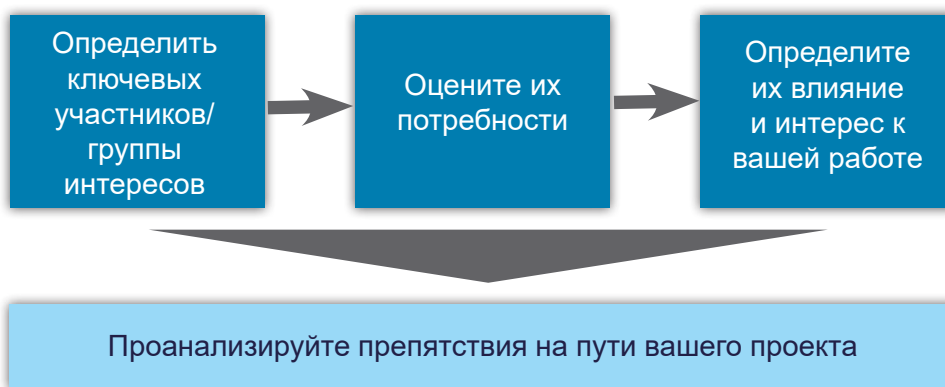 Определить
ключевых
участников/
группы
интересов
Оцените их
потребности
Определите
их влияние
и интерес к
вашей работе
Проанализируйте препятствия на пути вашего проекта